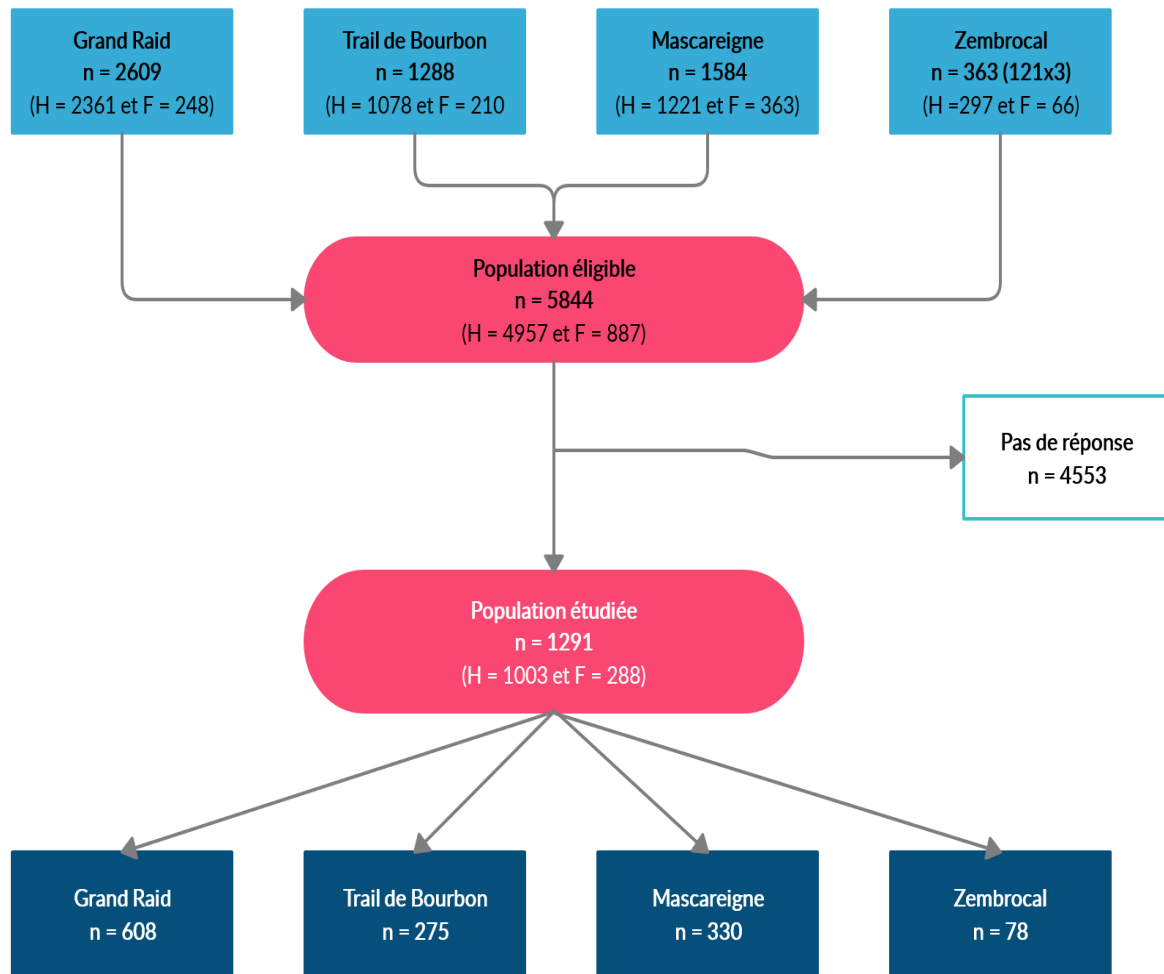 Grand Raid
n = 2609
(H = 2361 et F = 248)
Trail de Bourbon
n = 1288
(H = 1078 et F = 210
Mascareigne
n = 1584
(H = 1221 et F = 363)
Zembrocal
n = 363 (121x3)
(H =297 et F = 66)
Population éligible
n = 5844
(H = 4957 et F = 887)
Pas de réponse
n = 4553
Population étudiée
n = 1291
(H = 1003 et F = 288)
Grand Raid
n = 608
Trail de Bourbon
n = 275
Mascareigne
n = 330
Zembrocal
n = 78